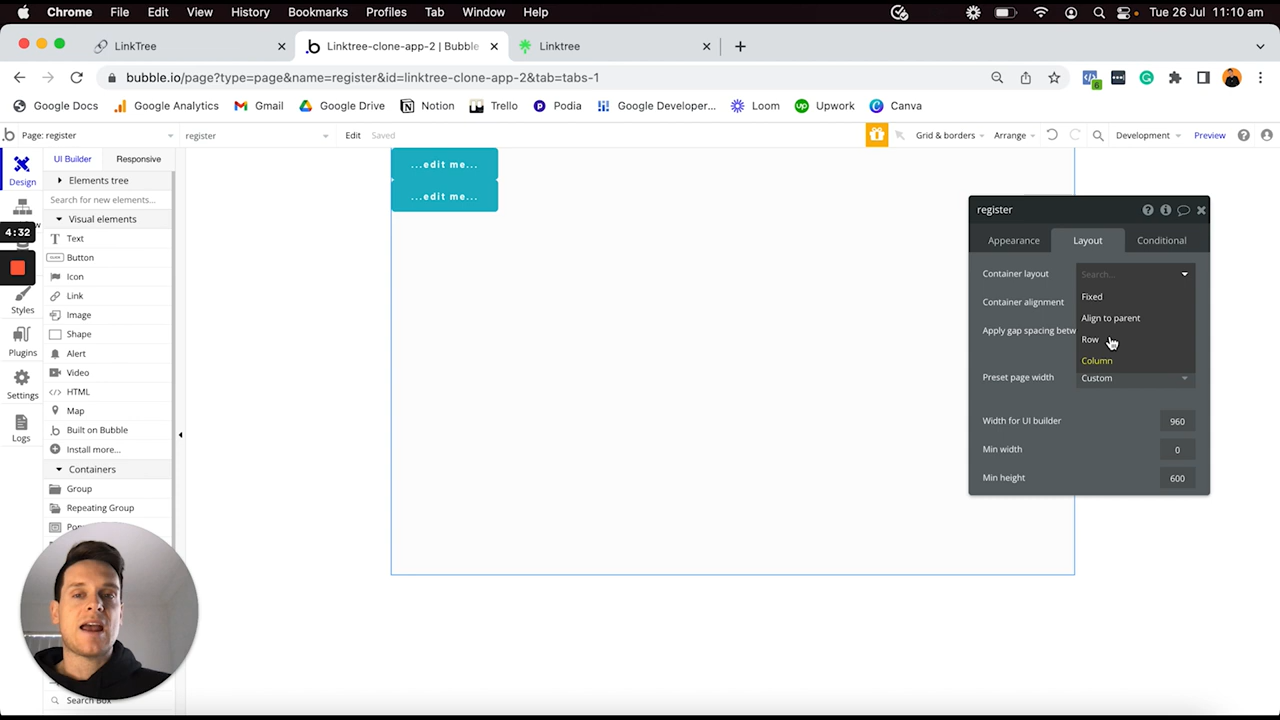 Chrome File Edit View History Bookmarks Profiles Tab Window Help Tue 26 Jul 11:10 am
LinkTree Linktree-clone-app-2 | Bubble Linktree
bubble.io/page?type=page&name=register&id=linktree-clone-app-2&tab=tabs-1 6
Google Docs Google Analytics Gmail Google Drive Notion Trello Podia Google Developer... Loom Upwork Canva
Page: register register Edit Saved Grid & borders Arrange Development Preview
UI Builder Responsive
Design
Elements tree
Search for new elements...
Visual elements
4:32
Text
CLICK Button
Icon
Link
Styles
Image
Shape
Plugins
Alert
Video
Settings
HTML
Map
Logs
Built on Bubble
Install more...
Containers
Group
Repeating Group
Search Box
...edit me...
...edit me...
register
Appearance Layout Conditional
Container layout Search...
Fixed
Container alignment
Align to parent
Apply gap spacing betw
Row
Column
Preset page width Custom
Width for UI builder 960
Min width 0
Min height 600